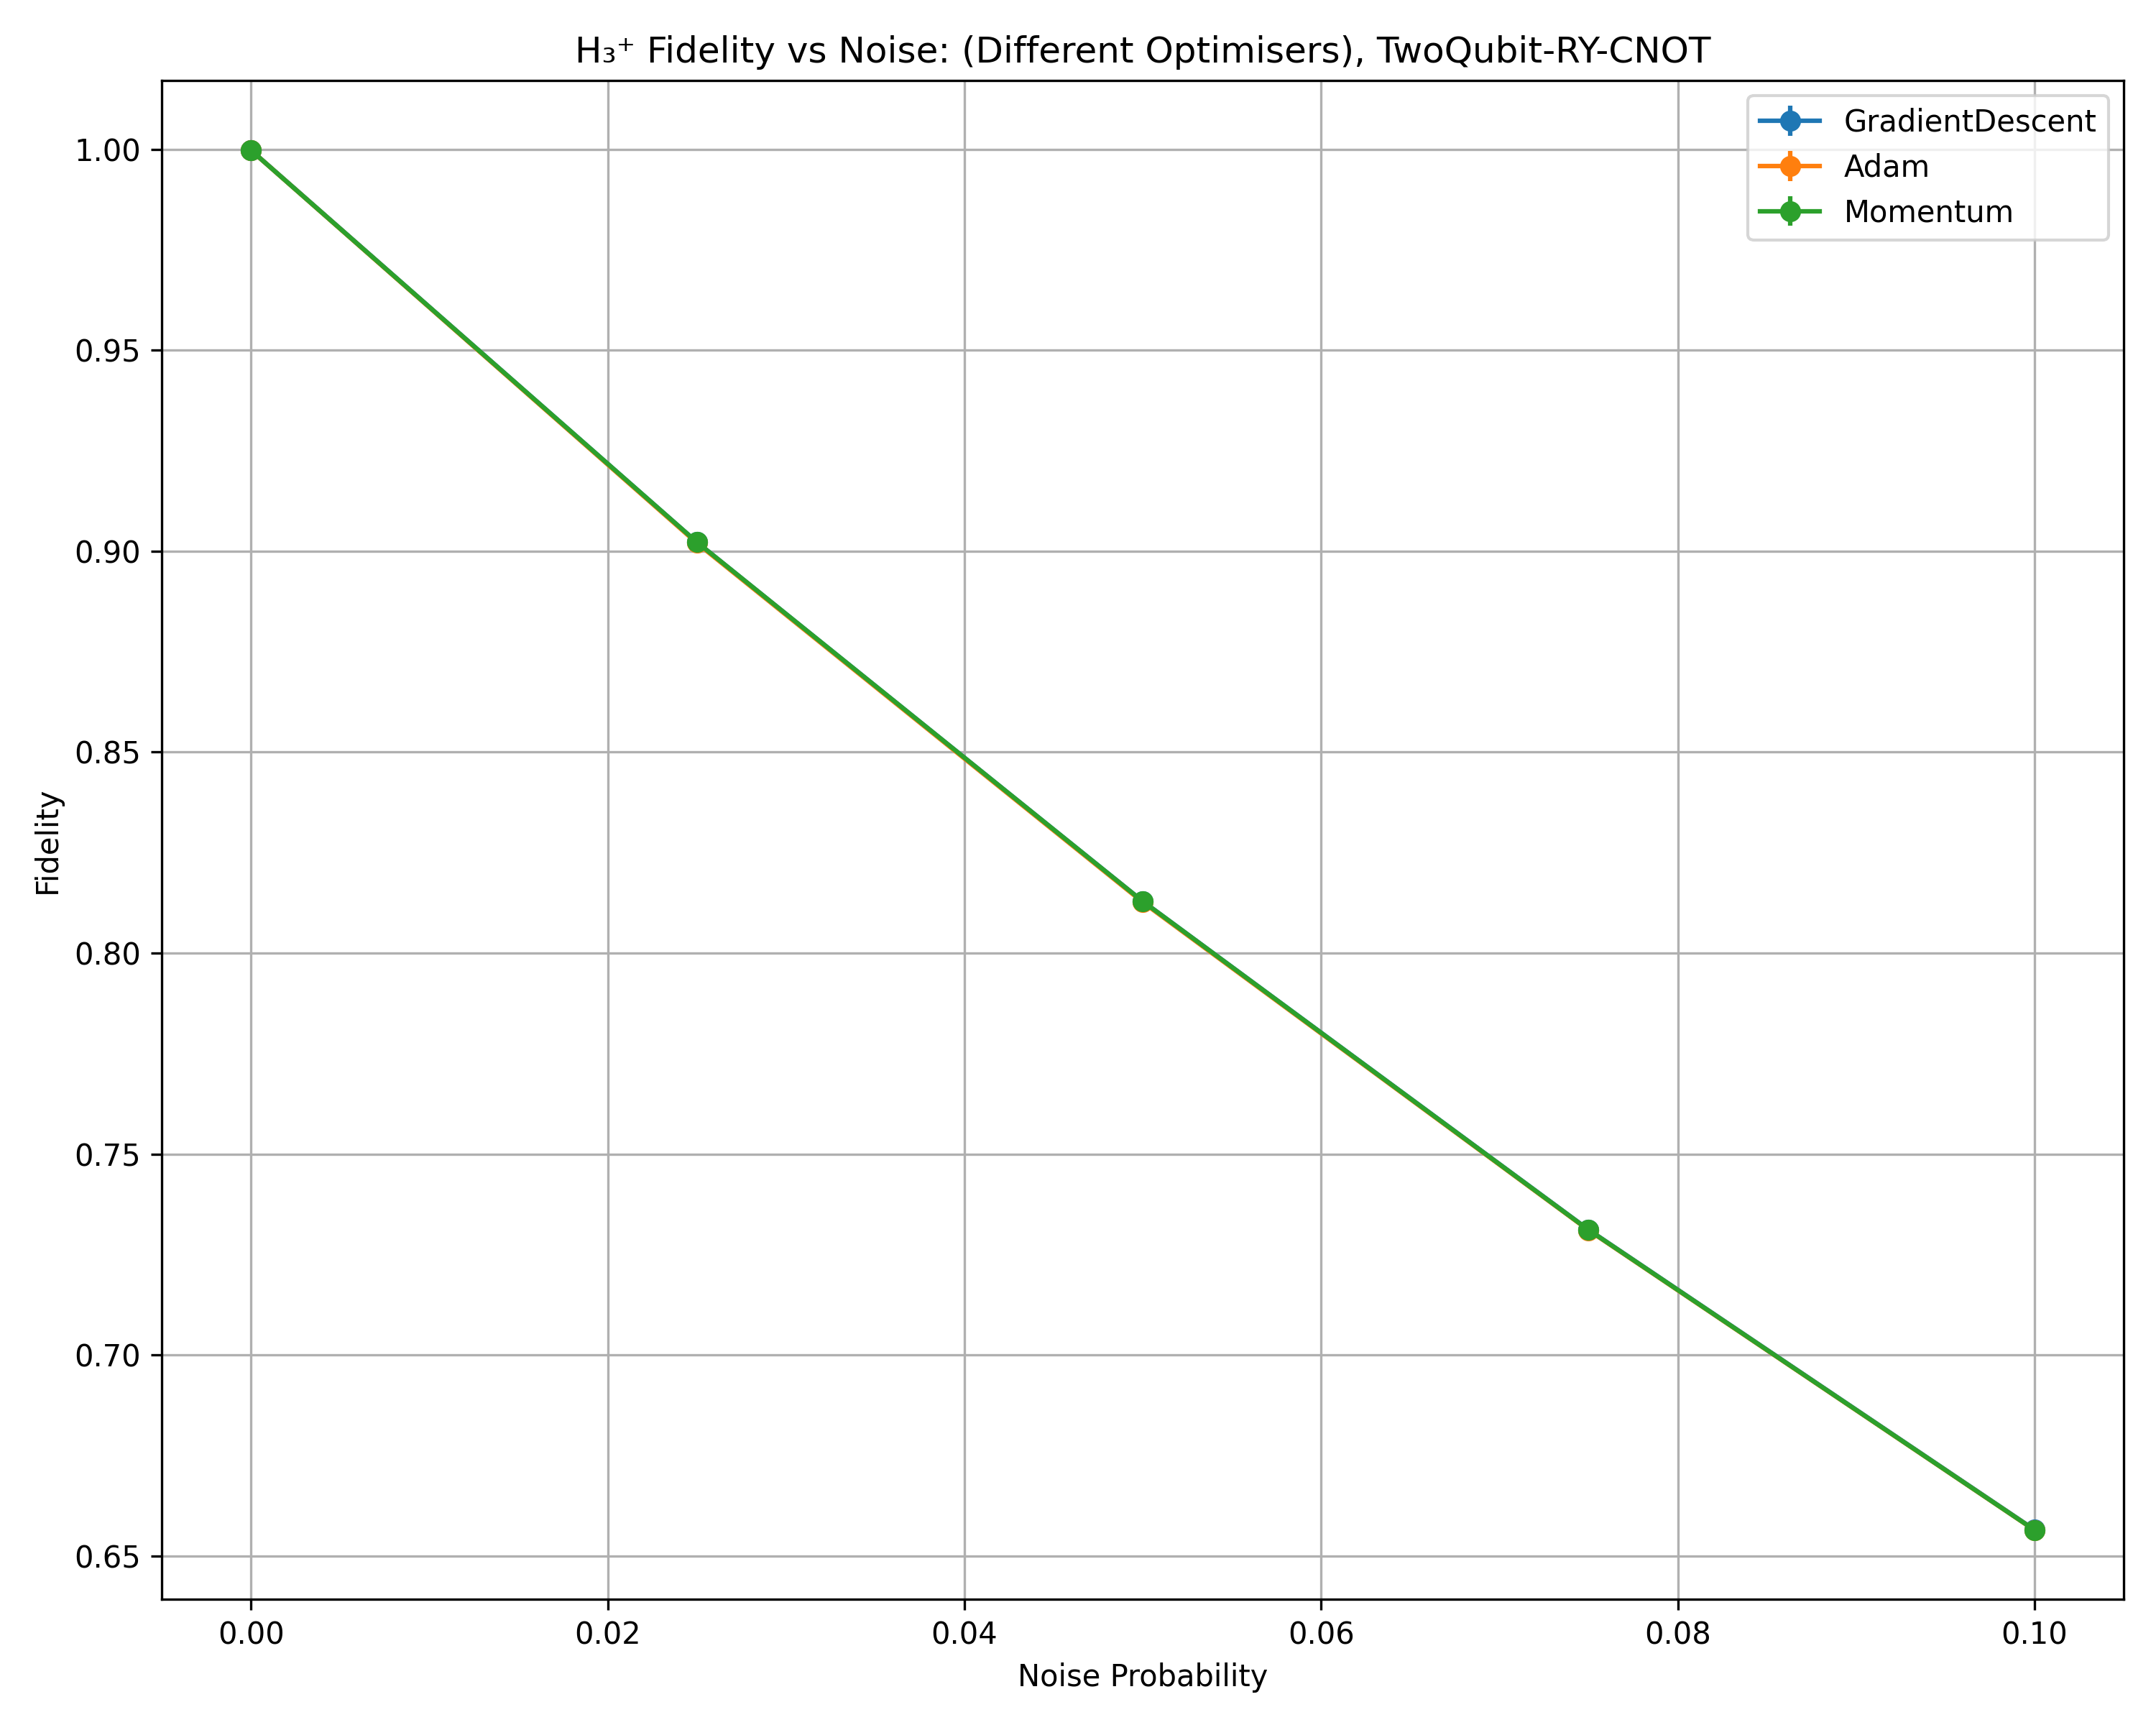 H₃⁺ Fidelity vs Noise: (Different Optimisers), TwoQubit-RY-CNOT
GradientDescent
Adam
Momentum
1.00
0.95
0.90
0.85
0.80
0.75
0.70
0.65
Fidelity
0.00 0.02 0.04 0.06 0.08 0.10
Noise Probability